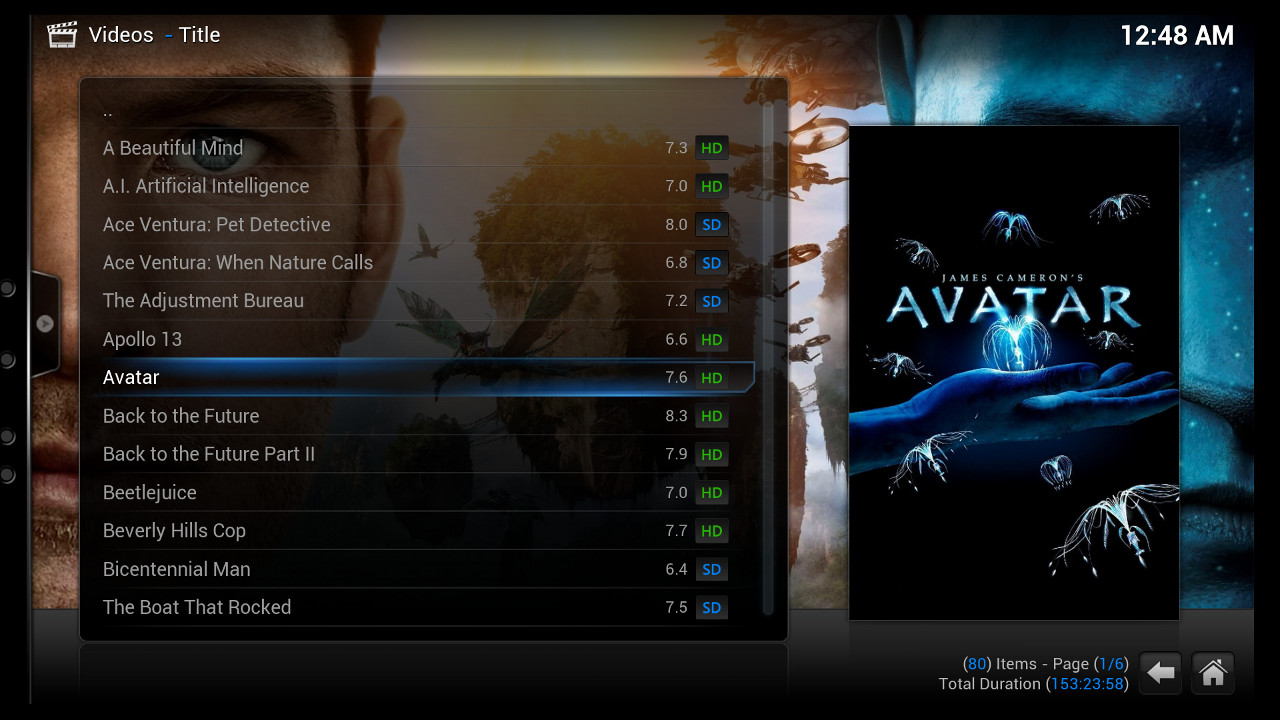 Videos - Title
12:48 AM
..
A Beautiful Mind 7.3 HD
A.I. Artificial Intelligence 7.0 HD
Ace Ventura: Pet Detective 8.0 SD
Ace Ventura: When Nature Calls 6.8 SD
The Adjustment Bureau 7.2 SD
Apollo 13 6.6 HD
Avatar 7.6 HD
Back to the Future 8.3 HD
Back to the Future Part II 7.9 HD
Beetlejuice 7.0 HD
Beverly Hills Cop 7.7 HD
Bicentennial Man 6.4 SD
The Boat That Rocked 7.5 SD
JAMES CAMERON'S
AVATAR
(80) Items - Page (1/6)
Total Duration (153:23:58)